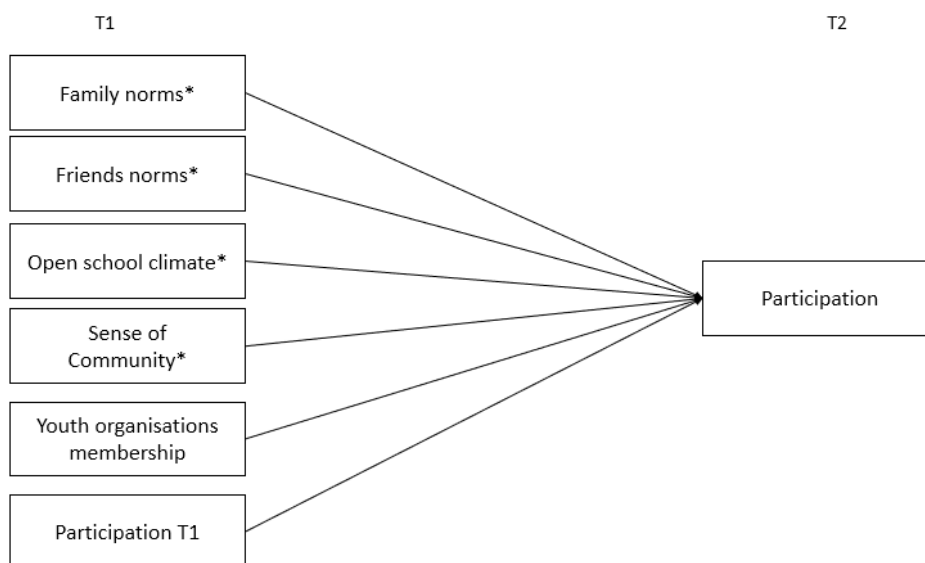 T1
T2
Family norms*
Friends norms*
Open school climate*
Sense of
Community*
Youth organisations
membership
Participation T1
Participation